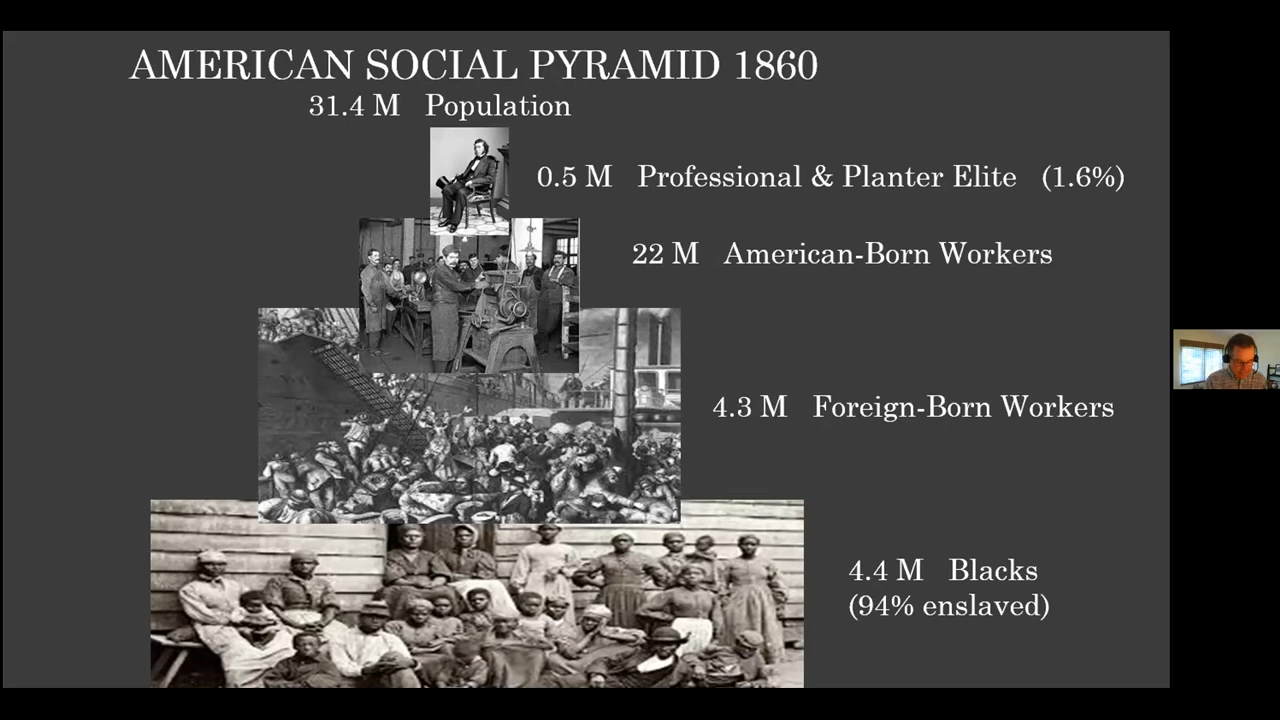 AMERICAN SOCIAL PYRAMID 1860
31.4 M Population
0.5 M Professional & Planter Elite (1.6%)
22 M American-Born Workers
4.3 M Foreign-Born Workers
4.4 M Blacks
(94% enslaved)